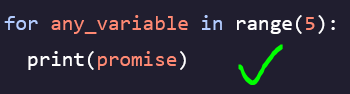 for any_variable in range(5):
  print(promise)